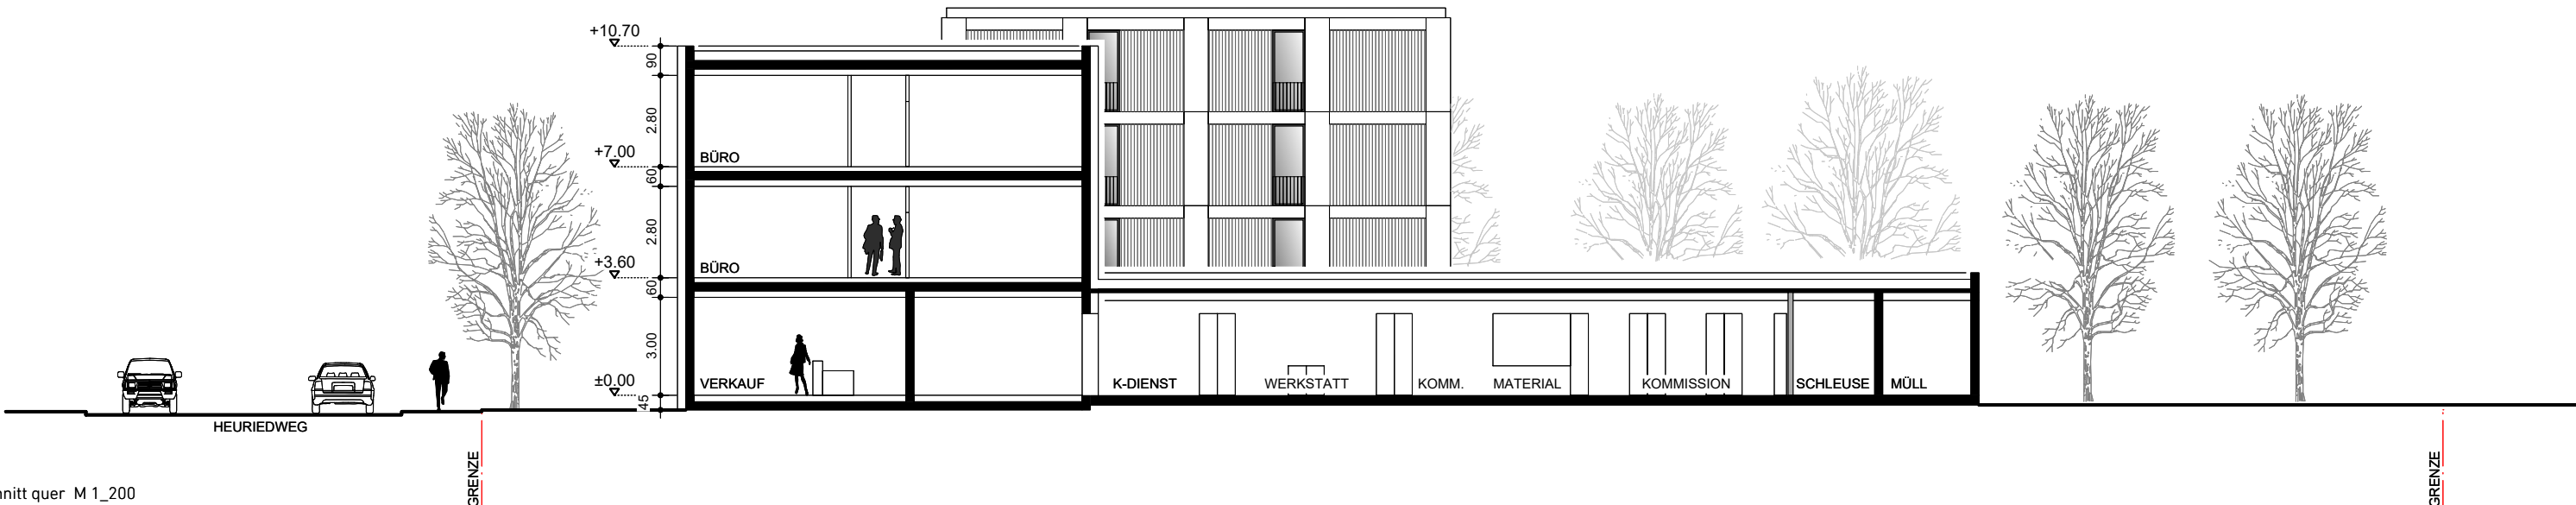 +10.70
90
2.80
+7.00
BÜRO
60
2.80
+3.60
BÜRO
60
3.00
±0.00
VERKAUF K-DIENST WERKSTATT KOMM. MATERIAL KOMMISSION SCHLEUSE MÜLL
45
HEURIEDWEG
GRENZE GRENZE
quer M 1_200